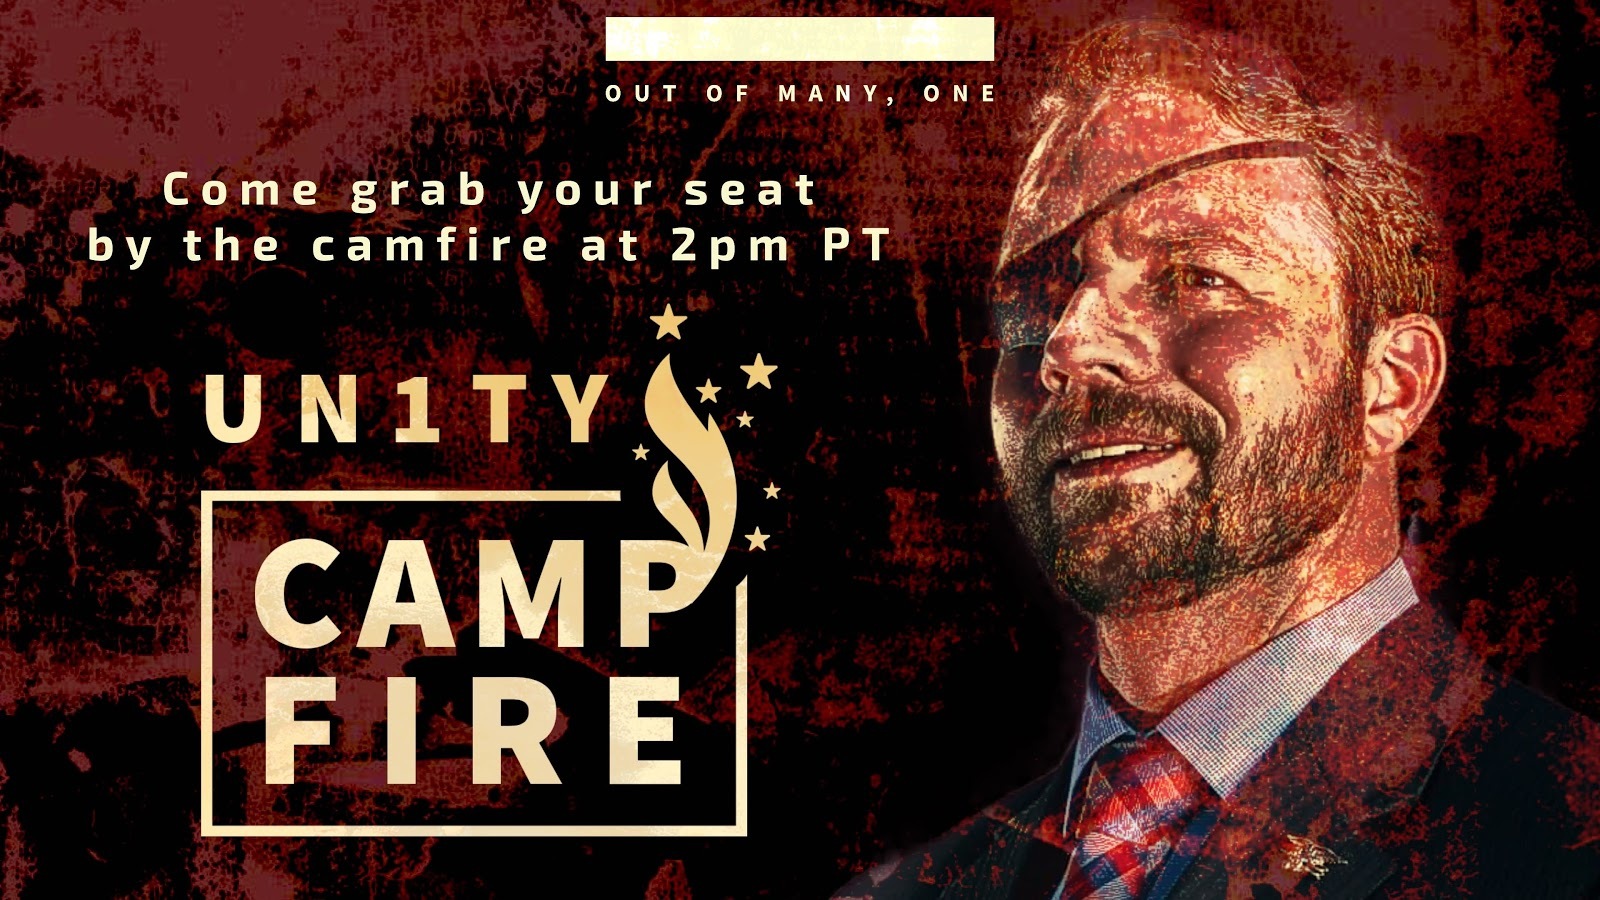 OUT OF MANY, ONE
Come grab your seat
by the camfire at 2pm PT
UN1TY
CAMP
FIRE